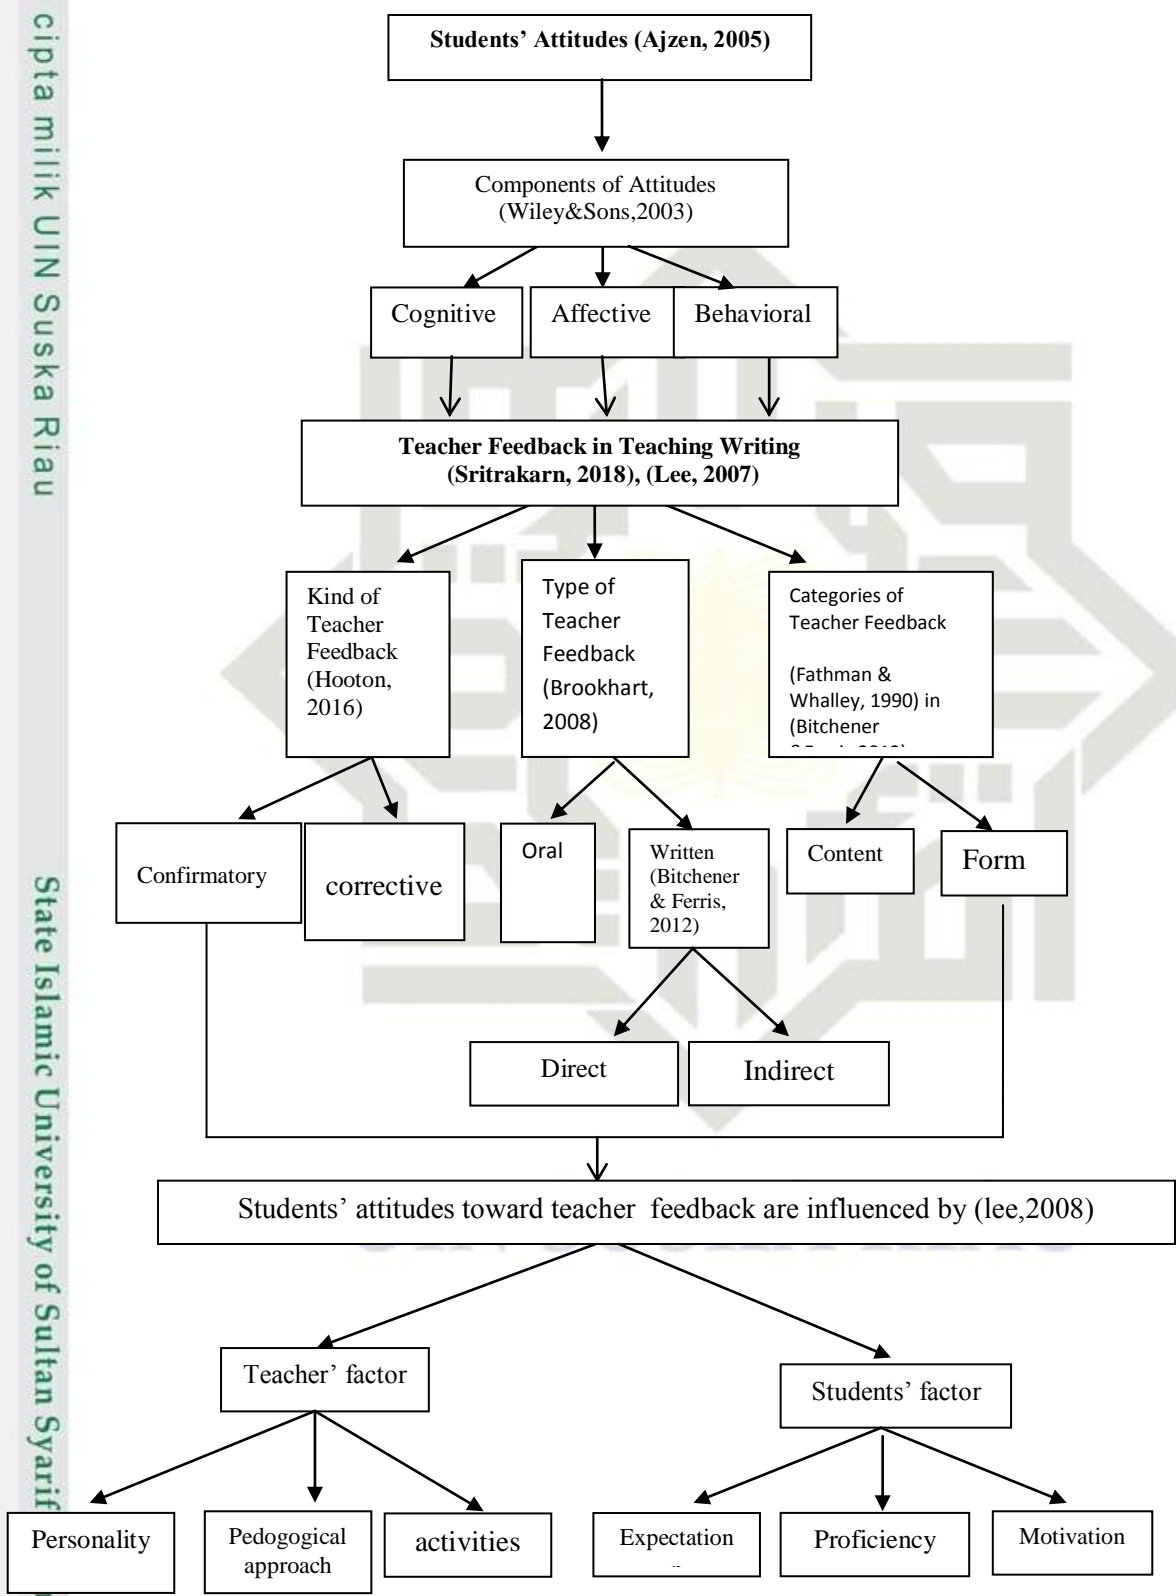 cipta milik UIN Suska Riau
State Islamic University of Sultan Syarif
Students’ Attitudes (Ajzen, 2005)
Components of Attitudes
(Wiley&Sons,2003)
Cognitive
Affective
Behavioral
Teacher Feedback in Teaching Writing
(Sritrakarn, 2018), (Lee, 2007)
Kind of
Teacher
Feedback
(Hooton,
2016)
Type of
Teacher
Feedback
(Brookhart,
2008)
Categories of
Teacher Feedback
(Fathman &
Whalley, 1990) in
(Bitchener
Confirmatory
corrective
Oral
Written
(Bitchener
& Ferris,
2012)
Content
Form
Direct
Indirect
Students’ attitudes toward teacher feedback are influenced by (lee,2008)
Teacher’ factor
Students’ factor
Personality
Pedogogical
approach
activities
Expectation
Proficiency
Motivation